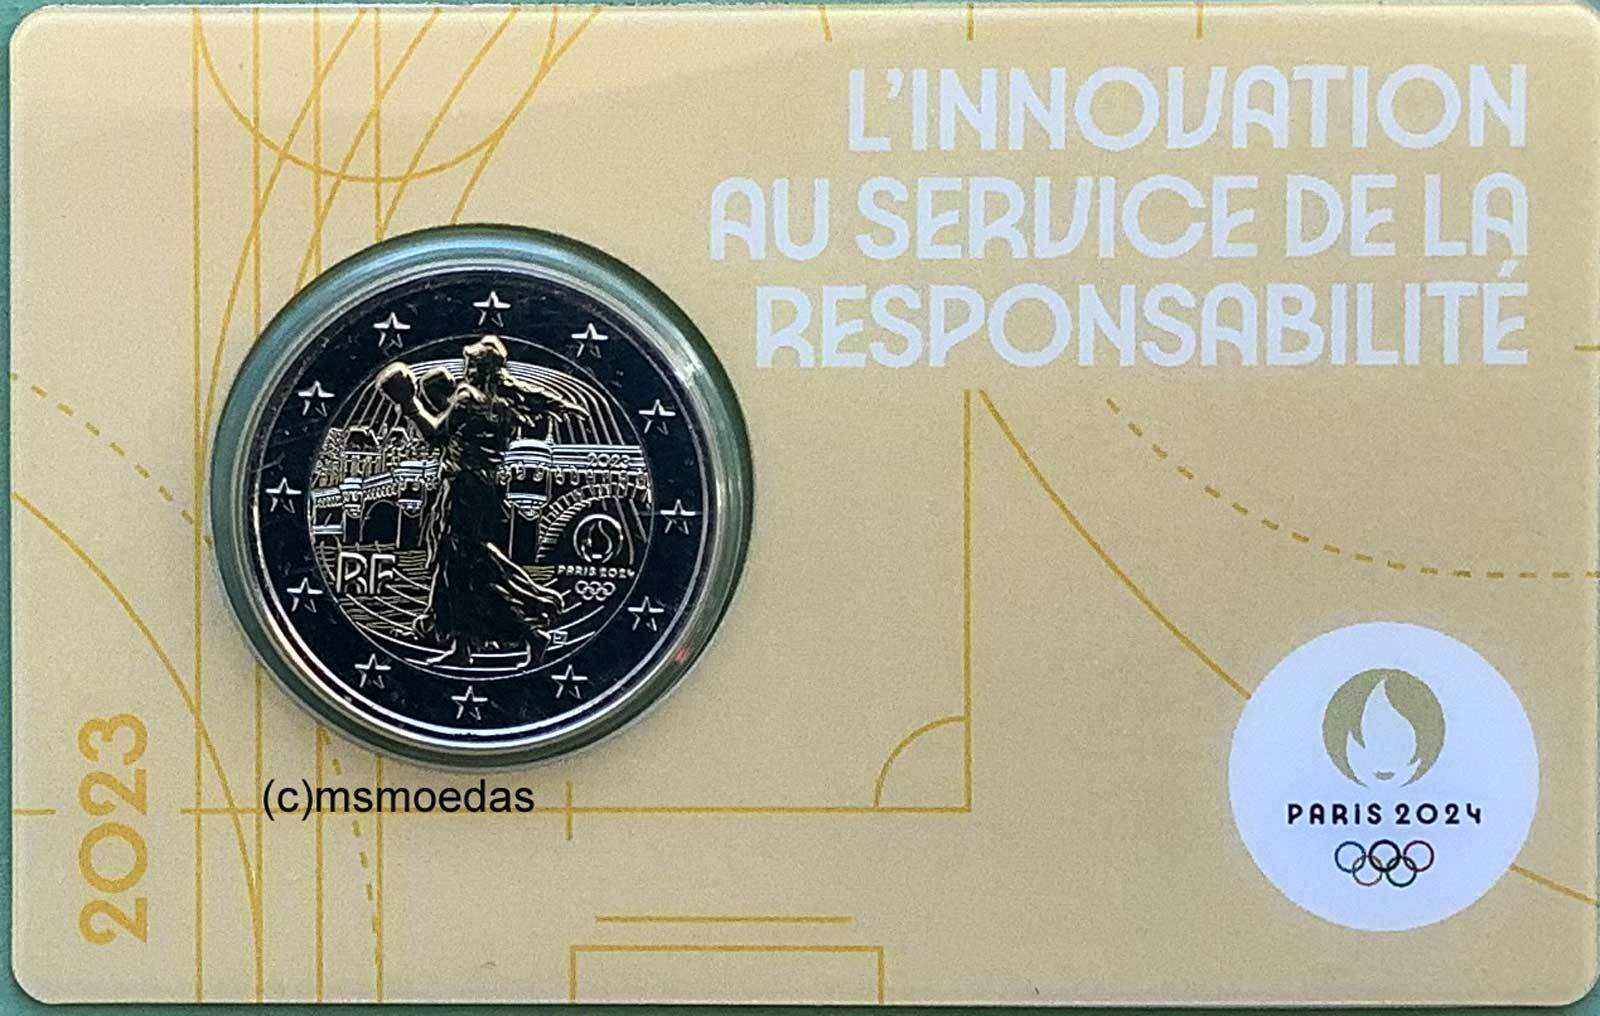 L'INNOVATION
AU SERVICE DE LA
RESPONSABILITÉ
2023
RF
PARIS 2024
2023
(c)msmoedas
PARIS 2024